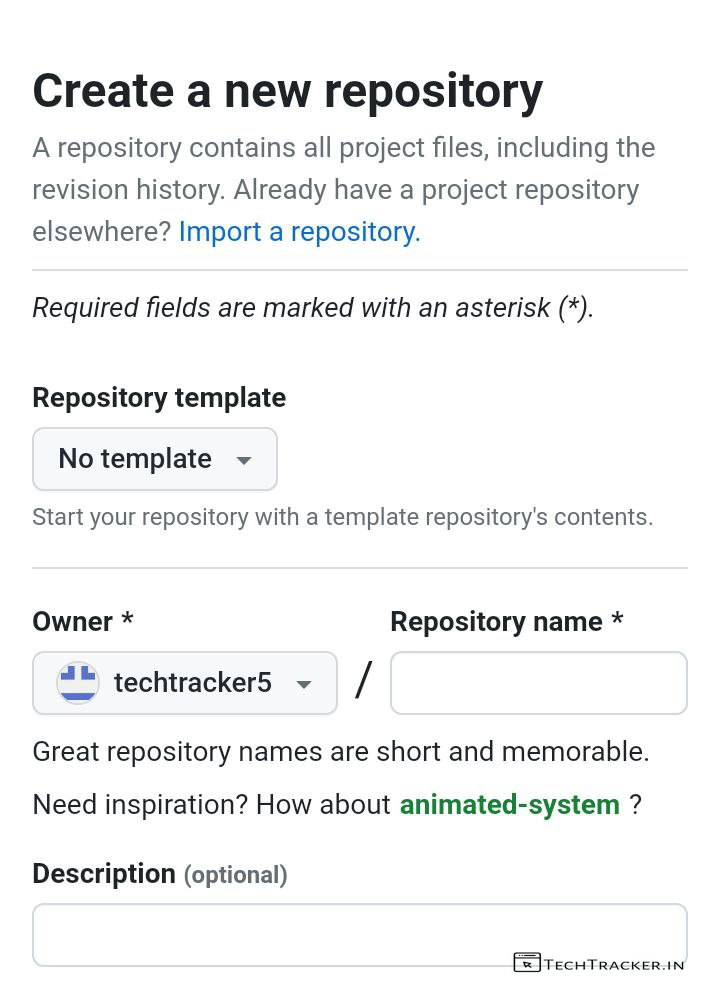 Create a new repository
A repository contains all project files, including the
revision history. Already have a project repository
elsewhere? Import a repository.
Required fields are marked with an asterisk (*).
Repository template
No template
Start your repository with a template repository's contents.
Owner * Repository name *
techtracker5 /
Great repository names are short and memorable.
Need inspiration? How about animated-system ?
Description (optional)
TECHTRACKER.IN